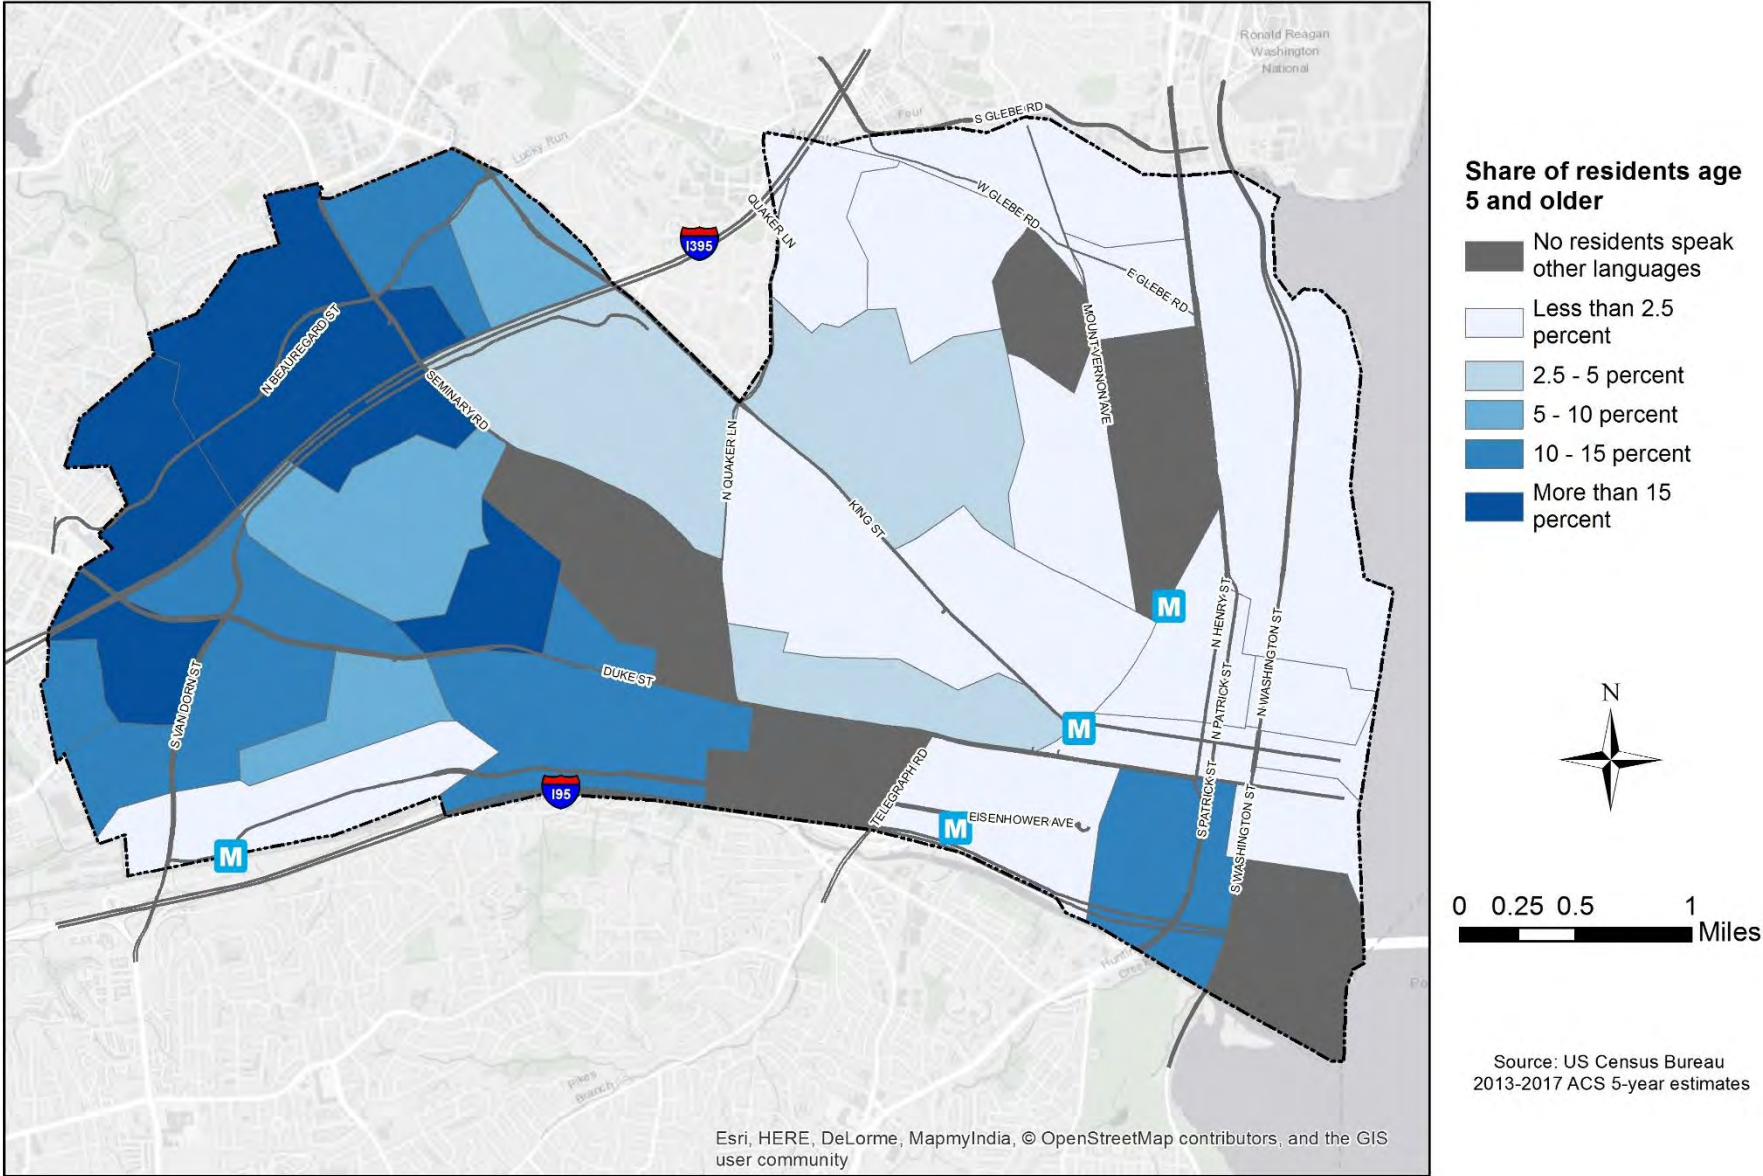 Ronald Reagan
Washington
National
Four
S GLEBE RD
Lucky Run
W GLEBE RD
QUAKER LN
I395
E GLEBE RD
N BEAUREGARD ST
MOUNT VERNON AVE
SEMINARY RD
N QUAKER LN
KING ST
M
N HENRY ST
N WASHINGTON ST
DUKE ST
S VAN DORN ST
N PATRICK ST
M
TELEGRAPH RD
I95
S PATRICK ST
S WASHINGTON ST
M
EISENHOWER AVE
M
Pikes
Branch
Esri, HERE, DeLorme, MapmyIndia, © OpenStreetMap contributors, and the GIS
user community
Share of residents age
5 and older
No residents speak
other languages
Less than 2.5
percent
2.5 - 5 percent
5 - 10 percent
10 - 15 percent
More than 15
percent
N
0 0.25 0.5 1
Miles
Source: US Census Bureau
2013-2017 ACS 5-year estimates